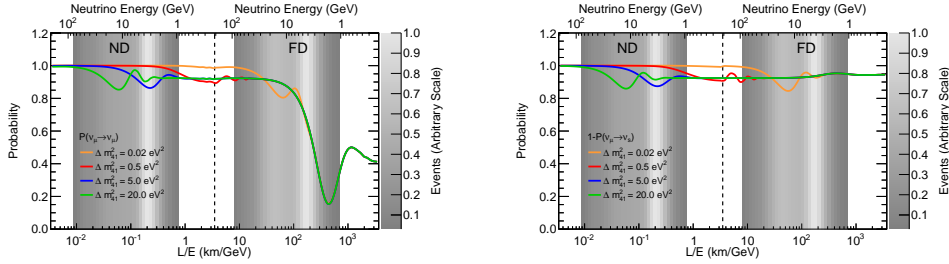 Neutrino Energy (GeV)
10² 10 1 10² 10 1
ND FD
1.2
1.0
0.8
0.6
0.4
0.2
0.0
Probability
P(νμ→νμ)
Δ m²₄₁ = 0.02 eV²
Δ m²₄₁ = 0.5 eV²
Δ m²₄₁ = 5.0 eV²
Δ m²₄₁ = 20.0 eV²
10⁻² 10⁻¹ 1 10 10² 10³
L/E (km/GeV)
1.0
0.9
0.8
0.7
0.6
0.5
0.4
0.3
0.2
0.1
Events (Arbitrary Scale)
Neutrino Energy (GeV)
Neutrino Energy (GeV)
10² 10 1 10² 10 1
ND FD
1.2
1.0
0.8
0.6
0.4
0.2
0.0
Probability
1-P(νμ→νs)
Δ m²₄₁ = 0.02 eV²
Δ m²₄₁ = 0.5 eV²
Δ m²₄₁ = 5.0 eV²
Δ m²₄₁ = 20.0 eV²
10⁻² 10⁻¹ 1 10 10² 10³
L/E (km/GeV)
1.0
0.9
0.8
0.7
0.6
0.5
0.4
0.3
0.2
0.1
Events (Arbitrary Scale)
Neutrino Energy (GeV)